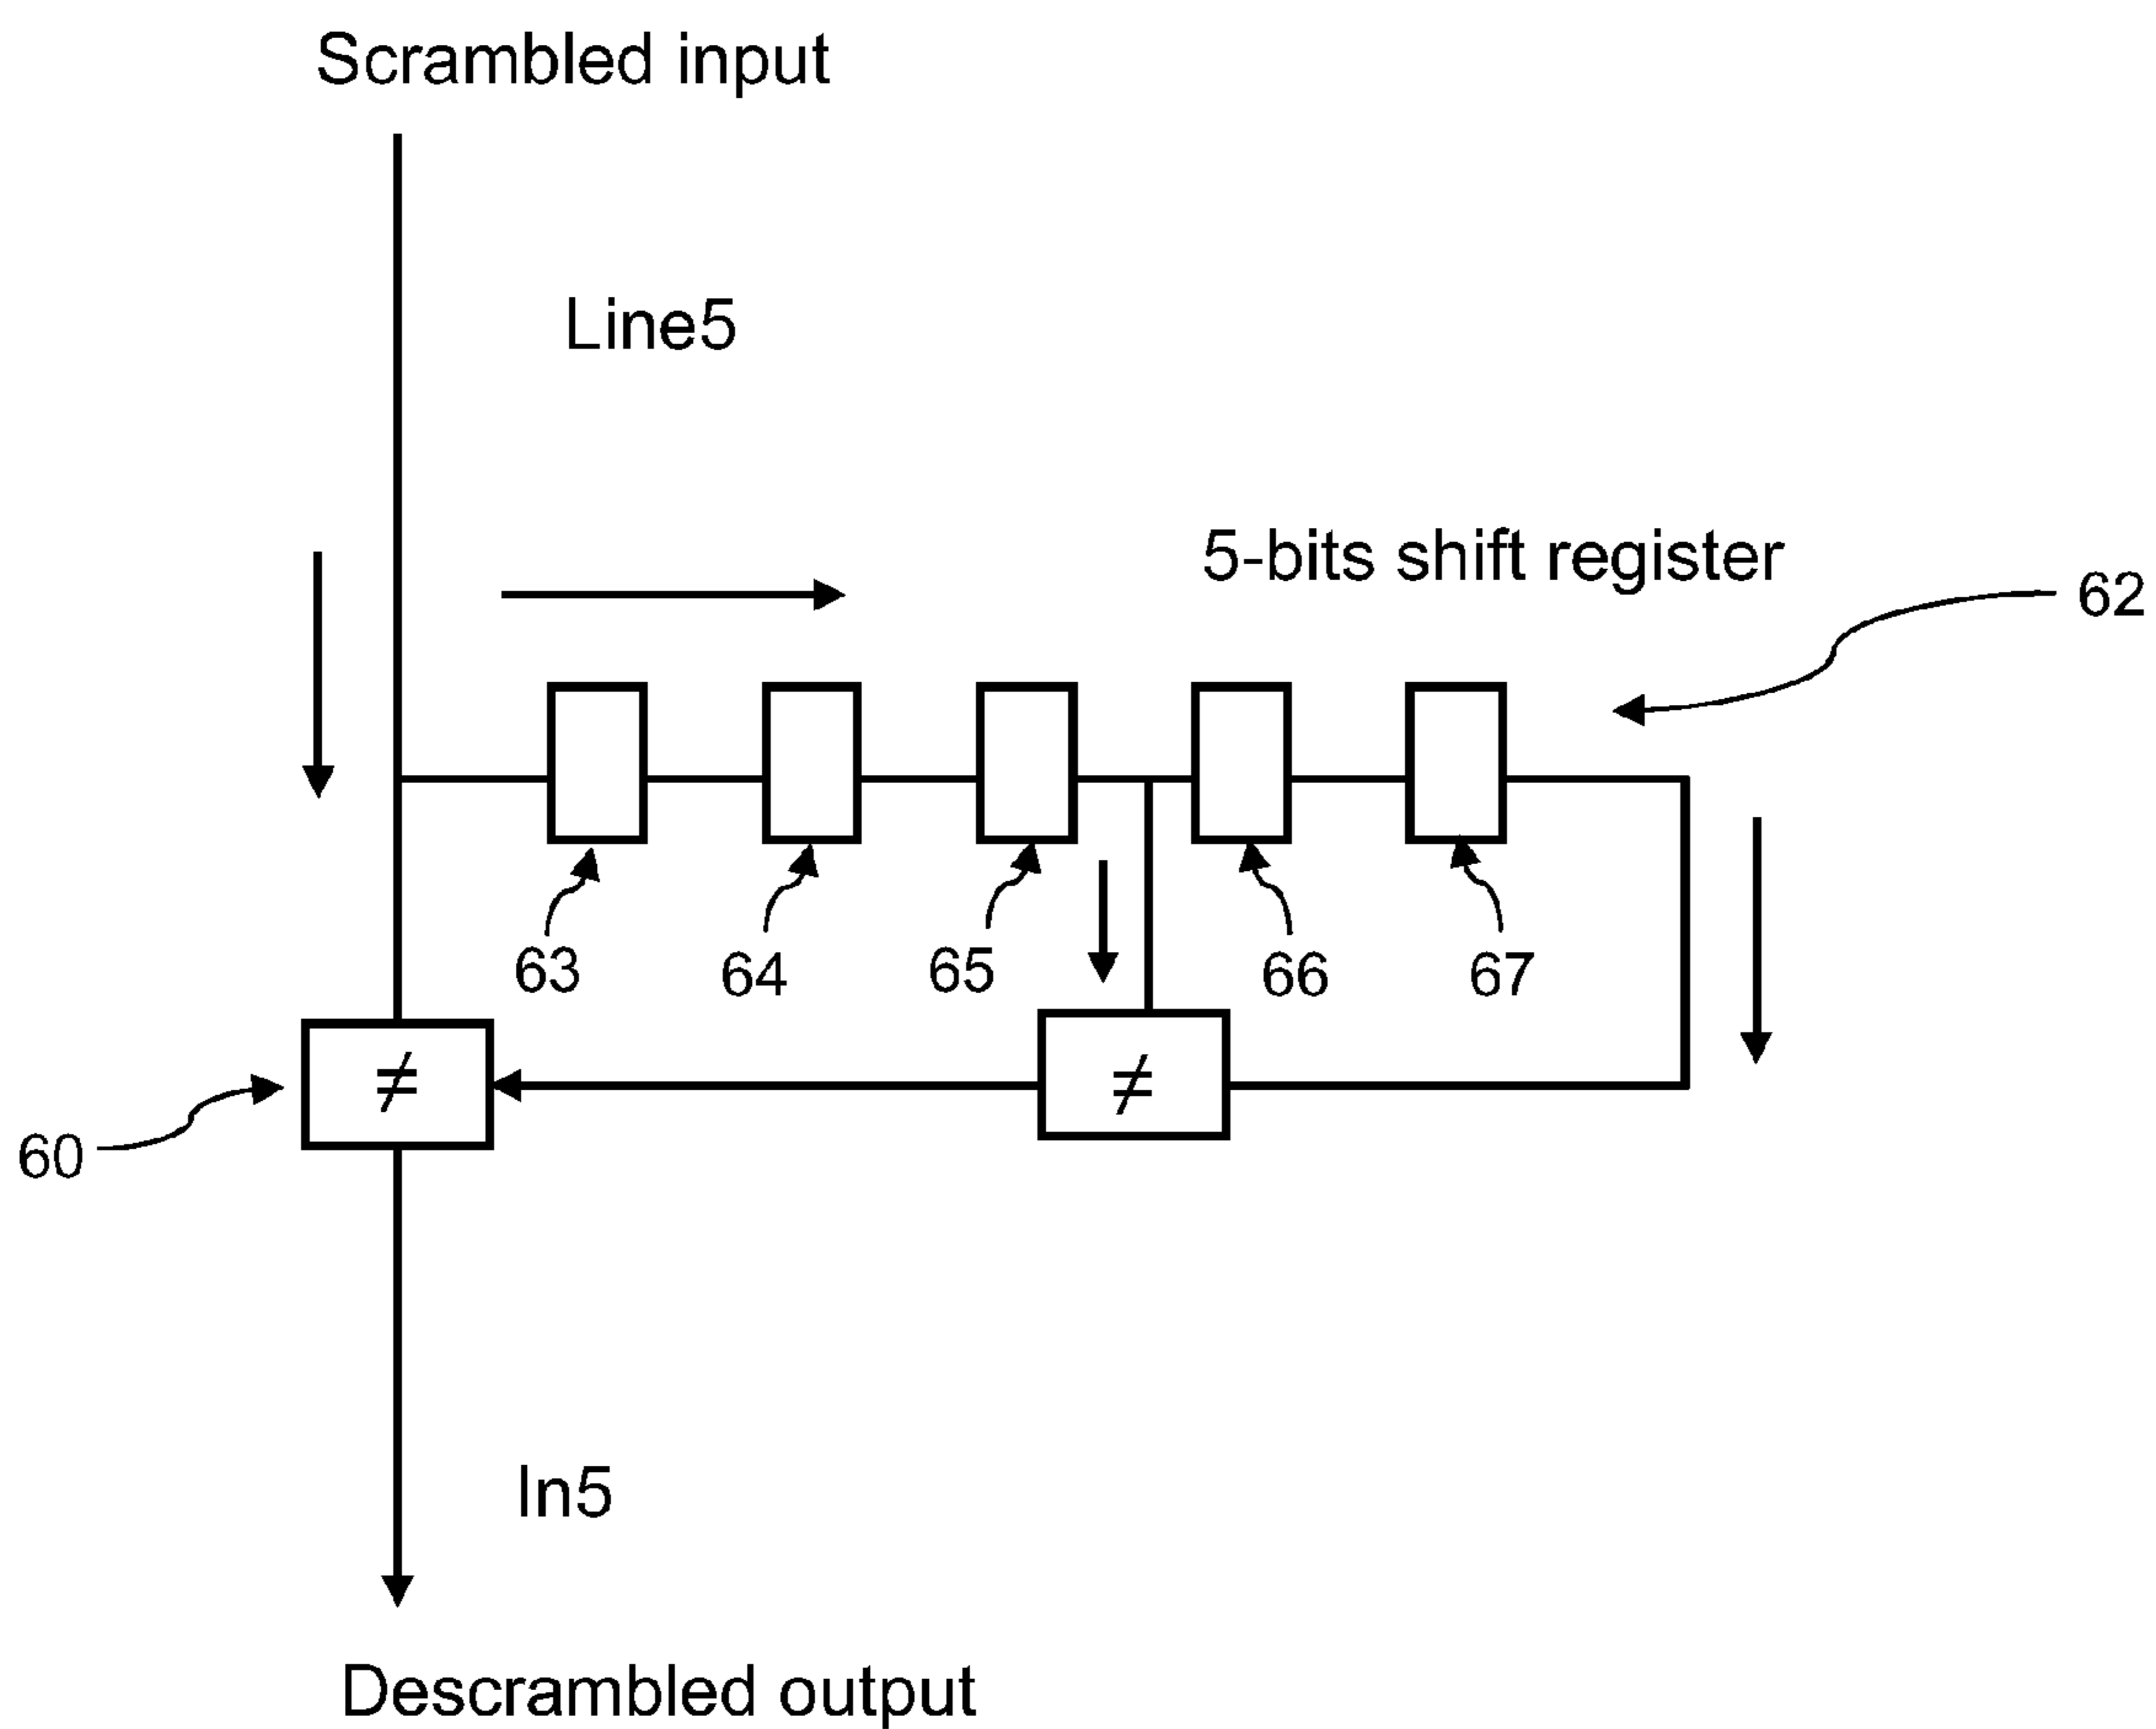 Scrambled input
Line5
5-bits shift register
62
63
64
65
66
67
≠
≠
60
In5
Descrambled output